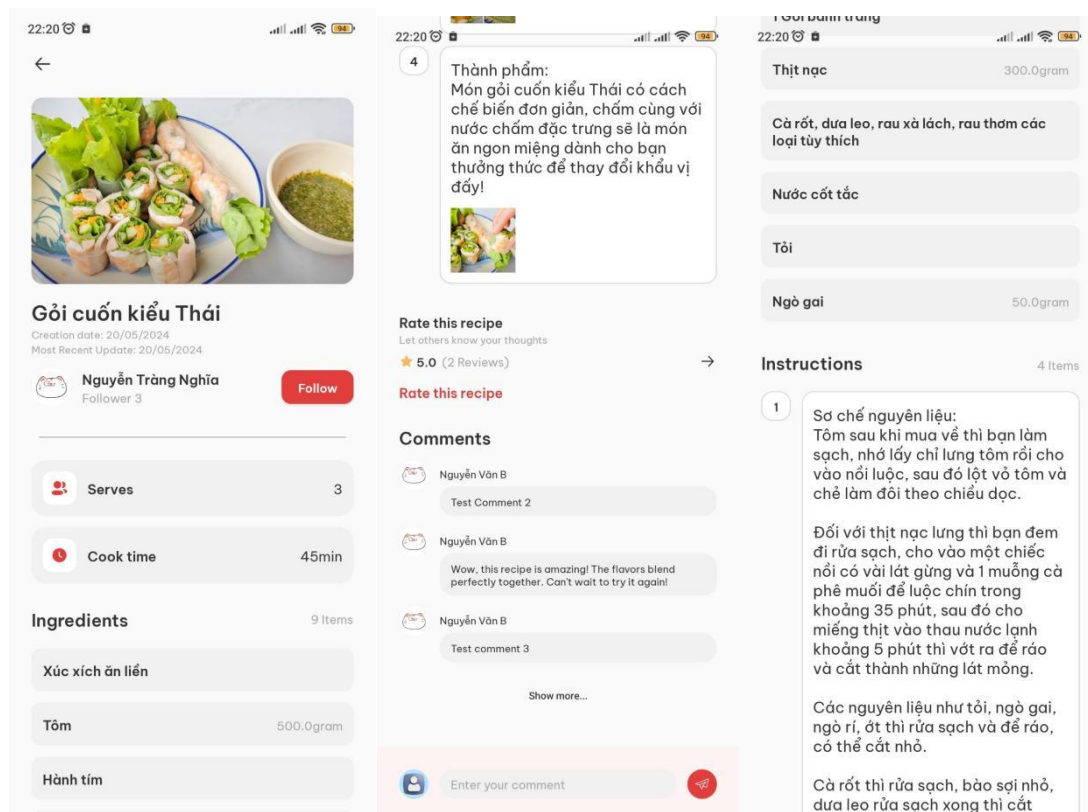 22:20
94
Gỏi cuốn kiểu Thái
Creation date: 20/05/2024
Most Recent Update: 20/05/2024
Nguyễn Tràng Nghĩa
Follower 3
Follow
Serves 3
Cook time 45min
Ingredients 9 Items
Xúc xích ăn liền
Tôm 500.0gram
Hành tím
22:20
94
4
Thành phẩm:
Món gỏi cuốn kiểu Thái có cách
chế biến đơn giản, chấm cùng với
nước chấm đặc trưng sẽ là món
ăn ngon miệng dành cho bạn
thưởng thức để thay đổi khẩu vị
đấy!
Rate this recipe
Let others know your thoughts
5.0 (2 Reviews)
Rate this recipe
Comments
Nguyễn Văn B
Test Comment 2
Nguyễn Văn B
Wow, this recipe is amazing! The flavors blend
perfectly together. Can't wait to try it again!
Nguyễn Văn B
Test comment 3
Show more...
Enter your comment
22:20
94
Thịt nạc 300.0gram
Cà rốt, dưa leo, rau xà lách, rau thơm các
loại tùy thích
Nước cốt tắc
Tỏi
Ngò gai 50.0gram
Instructions 4 Items
1
Sơ chế nguyên liệu:
Tôm sau khi mua về thì bạn làm
sạch, nhớ lấy chỉ lưng tôm rồi cho
vào nồi luộc, sau đó lột vỏ tôm và
chẻ làm đôi theo chiều dọc.
Đối với thịt nạc lưng thì bạn đem
đi rửa sạch, cho vào một chiếc
nồi có vài lát gừng và 1 muỗng cà
phê muối để luộc chín trong
khoảng 35 phút, sau đó cho
miếng thịt vào thau nước lạnh
khoảng 5 phút thì vớt ra để ráo
và cắt thành những lát mỏng.
Các nguyên liệu như tỏi, ngò gai,
ngò rí, ớt thì rửa sạch và để ráo,
có thể cắt nhỏ.
Cà rốt thì rửa sạch, bào sợi nhỏ,
dưa leo rửa sạch xong thì cắt